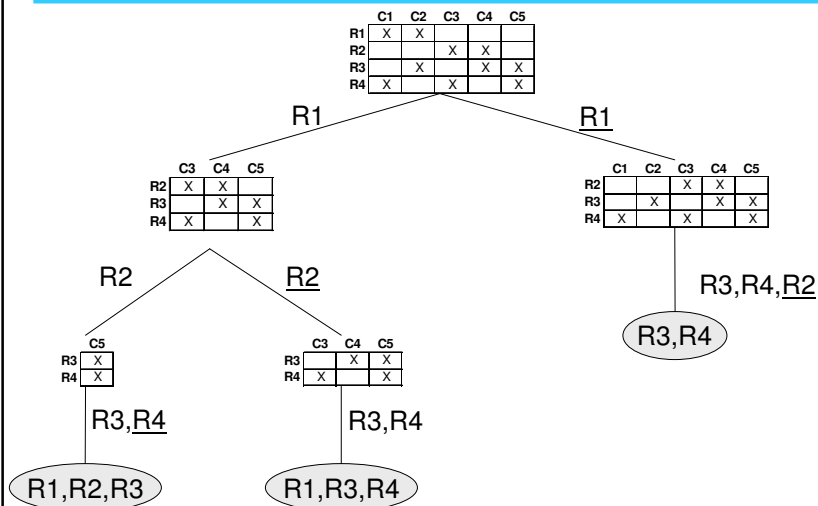 C1 C2 C3 C4 C5
R1 X X
R2 X X
R3 X X X
R4 X X X
R1
R1
C3 C4 C5
R2 X X
R3 X X
R4 X X
C1 C2 C3 C4 C5
R2 X X
R3 X X X
R4 X X X
R2
R2
R3,R4,R2
R3,R4
C5
R3 X
R4 X
C3 C4 C5
R3 X X
R4 X X
R3,R4
R3,R4
R1,R2,R3
R1,R3,R4